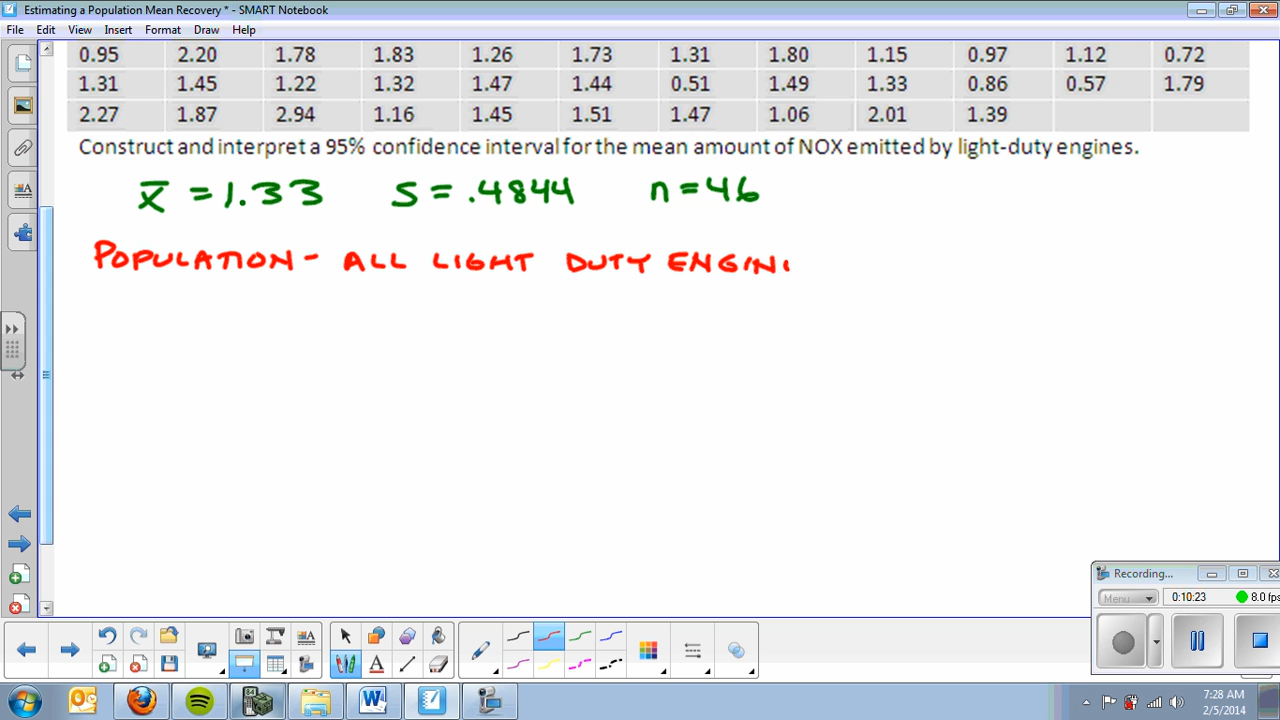 Estimating a Population Mean Recovery * - SMART Notebook
File Edit View Insert Format Draw Help
0.95 2.20 1.78 1.83 1.26 1.73 1.31 1.80 1.15 0.97 1.12 0.72
1.31 1.45 1.22 1.32 1.47 1.44 0.51 1.49 1.33 0.86 0.57 1.79
2.27 1.87 2.94 1.16 1.45 1.51 1.47 1.06 2.01 1.39
Construct and interpret a 95% confidence interval for the mean amount of NOX emitted by light-duty engines.
x̅ = 1.33 s = .4844 n = 46
POPULATION - ALL LIGHT DUTY ENGIN
Recording...
Menu 0:10:23 8.0 fps
7:28 AM
2/5/2014